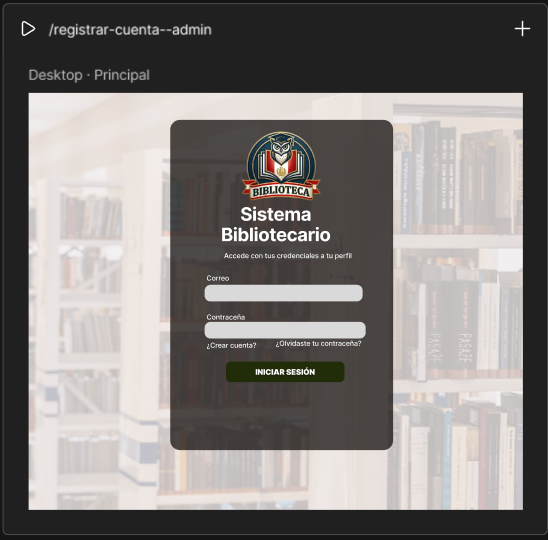 /registrar-cuenta--admin
Desktop · Principal
BIBLIOTECA
Sistema
Bibliotecario
Accede con tus credenciales a tu perfil
Correo
Contraceña
¿Crear cuenta?
¿Olvidaste tu contraceña?
INICIAR SESIÓN